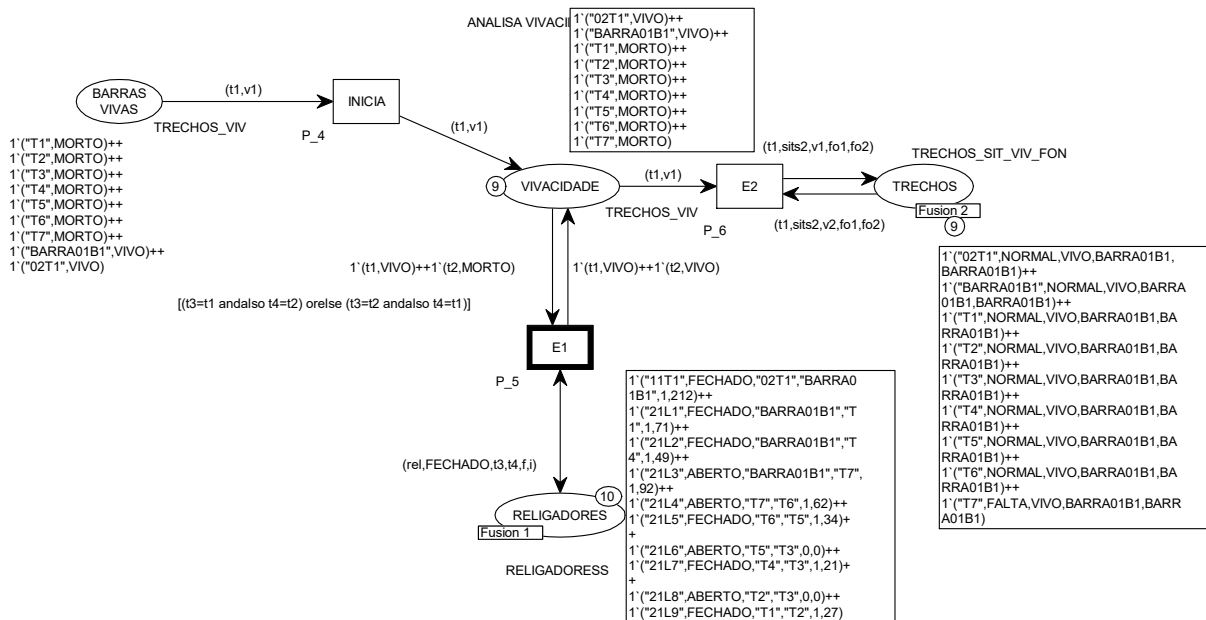 ANALISA VIVACI
1`("02T1",VIVO)++
1`("BARRA01B1",VIVO)++
1`("T1",MORTO)++
1`("T2",MORTO)++
1`("T3",MORTO)++
1`("T4",MORTO)++
1`("T5",MORTO)++
1`("T6",MORTO)++
1`("T7",MORTO)
BARRAS
VIVAS
(t1,v1)
INICIA
TRECHOS_VIV
P_4
1`("T1",MORTO)++
1`("T2",MORTO)++
1`("T3",MORTO)++
1`("T4",MORTO)++
1`("T5",MORTO)++
1`("T6",MORTO)++
1`("T7",MORTO)++
1`("BARRA01B1",VIVO)++
1`("02T1",VIVO)
(t1,v1)
9
VIVACIDADE
TRECHOS_VIV
(t1,v1)
E2
P_6
(t1,sits2,v1,fo1,fo2)
(t1,sits2,v2,fo1,fo2)
TRECHOS_SIT_VIV_FON
TRECHOS
Fusion 2
9
1`("02T1",NORMAL,VIVO,BARRA01B1,
BARRA01B1)++
1`("BARRA01B1",NORMAL,VIVO,BARRA
01B1,BARRA01B1)++
1`("T1",NORMAL,VIVO,BARRA01B1,BA
RRA01B1)++
1`("T2",NORMAL,VIVO,BARRA01B1,BA
RRA01B1)++
1`("T3",NORMAL,VIVO,BARRA01B1,BA
RRA01B1)++
1`("T4",NORMAL,VIVO,BARRA01B1,BA
RRA01B1)++
1`("T5",NORMAL,VIVO,BARRA01B1,BA
RRA01B1)++
1`("T6",NORMAL,VIVO,BARRA01B1,BA
RRA01B1)++
1`("T7",FALTA,VIVO,BARRA01B1,BARR
A01B1)
1`(t1,VIVO)++1`(t2,MORTO)
1`(t1,VIVO)++1`(t2,VIVO)
[(t3=t1 andalso t4=t2) orelse (t3=t2 andalso t4=t1)]
E1
P_5
(rel,FECHADO,t3,t4,f,i)
10
RELIGADORES
Fusion 1
RELIGADORESS
1`("11T1",FECHADO,"02T1","BARRA0
1B1",1,212)++
1`("21L1",FECHADO,"BARRA01B1","T
1",1,71)++
1`("21L2",FECHADO,"BARRA01B1","T
4",1,49)++
1`("21L3",ABERTO,"BARRA01B1","T7",
1,92)++
1`("21L4",ABERTO,"T7","T6",1,62)++
1`("21L5",FECHADO,"T6","T5",1,34)+
+
1`("21L6",ABERTO,"T5","T3",0,0)++
1`("21L7",FECHADO,"T4","T3",1,21)+
+
1`("21L8",ABERTO,"T2","T3",0,0)++
1`("21L9",FECHADO,"T1","T2",1,27)